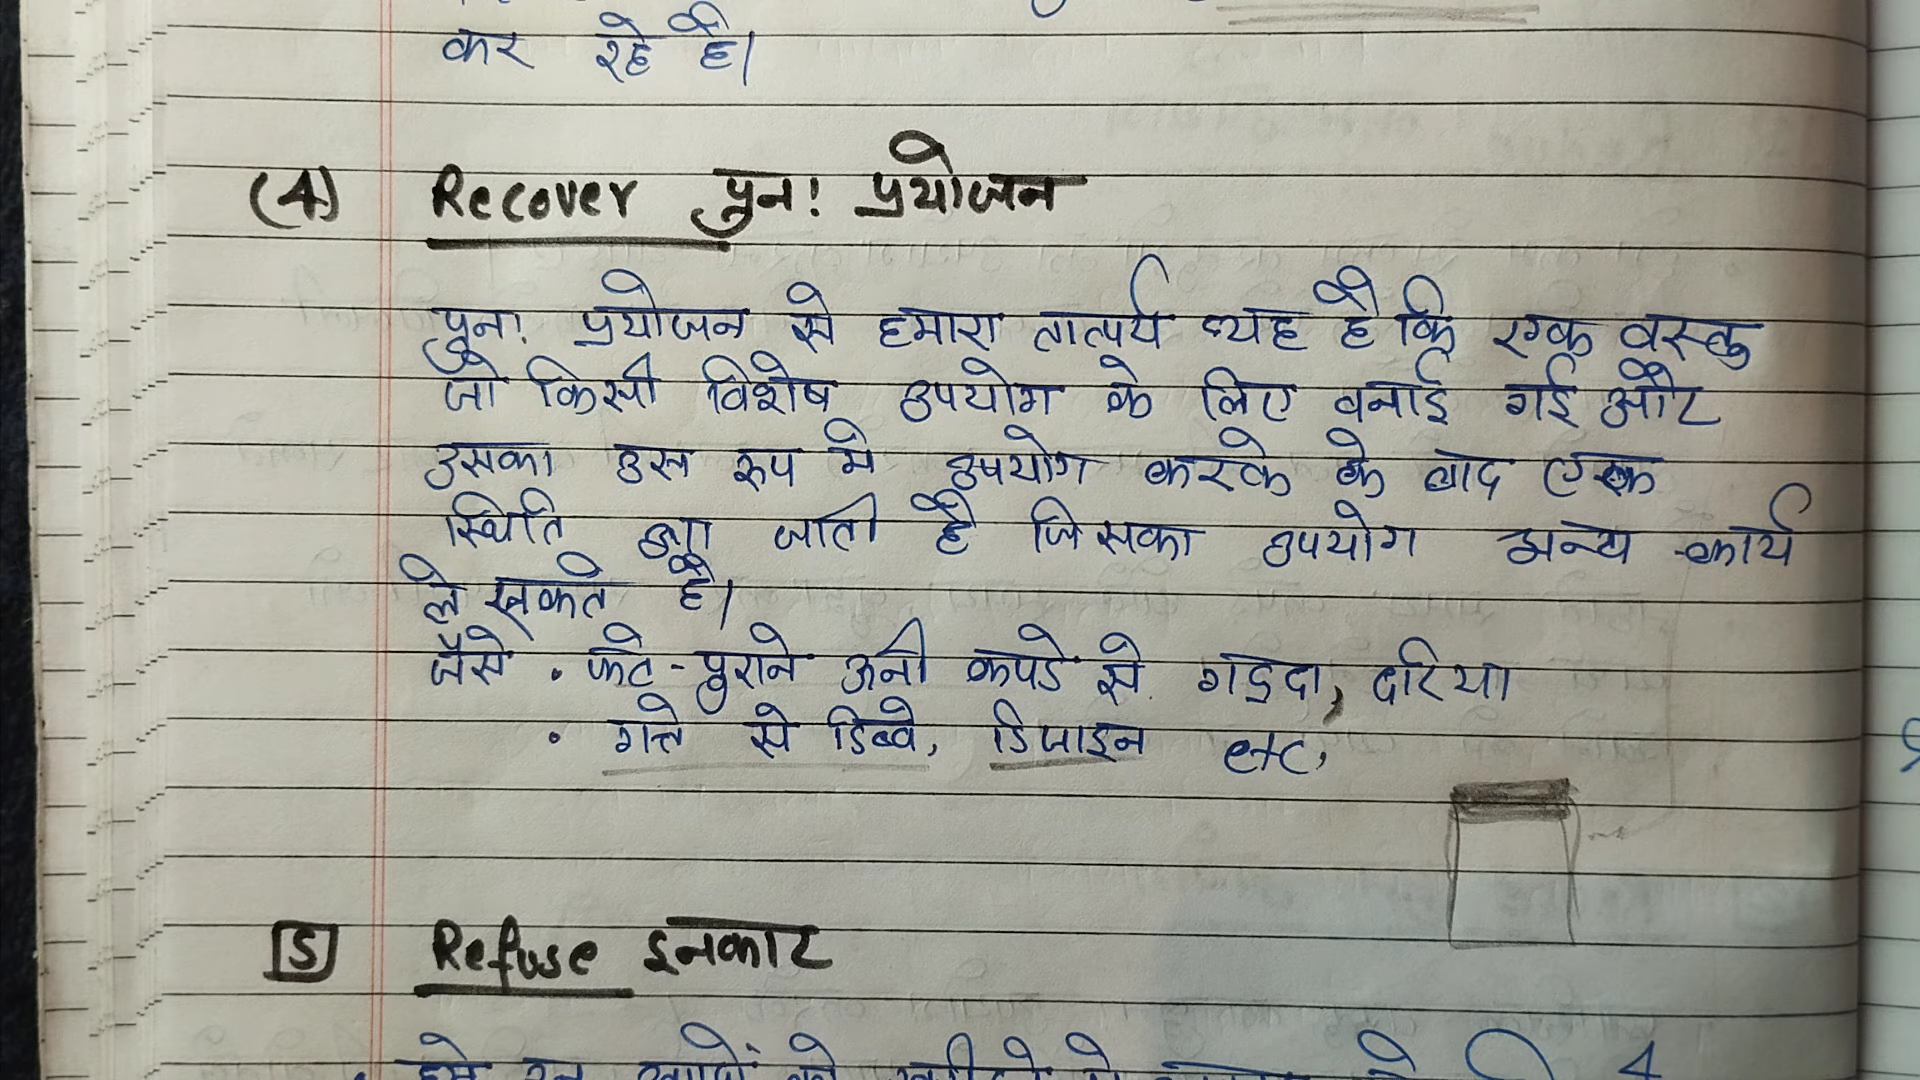 कर रहे है।
(4) Recover पुन! प्रयोजन
पुन! प्रयोजन से हमारा तात्पर्य यह है कि एक वस्तु
जो किसी विशेष उपयोग के लिए बनाई गई और
उसका उस रूप मे उपयोग करके के बाद एक
स्थिति आ जाती है जिसका उपयोग अन्य कार्य
ले सकते है।
जैसे • फटे-पुराने ऊनी कपडे से गद्दा, दरिया
• गत्ते से डिब्बे, डिजाइन etc,
5 Refuse इनकार
4